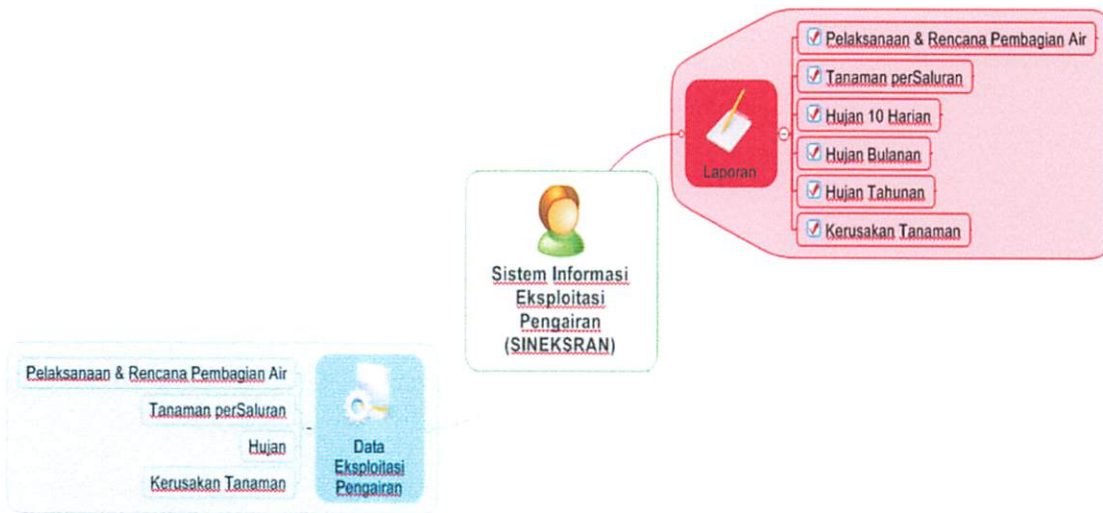 Pelaksanaan & Rencana Pembagian Air
Tanaman perSaluran
Hujan 10 Harian
Hujan Bulanan
Hujan Tahunan
Kerusakan Tanaman
Laporan
Sistem Informasi
Eksploitasi
Pengairan
(SINEKSRAN)
Pelaksanaan & Rencana Pembagian Air
Tanaman perSaluran
Hujan
Kerusakan Tanaman
Data
Eksploitasi
Pengairan